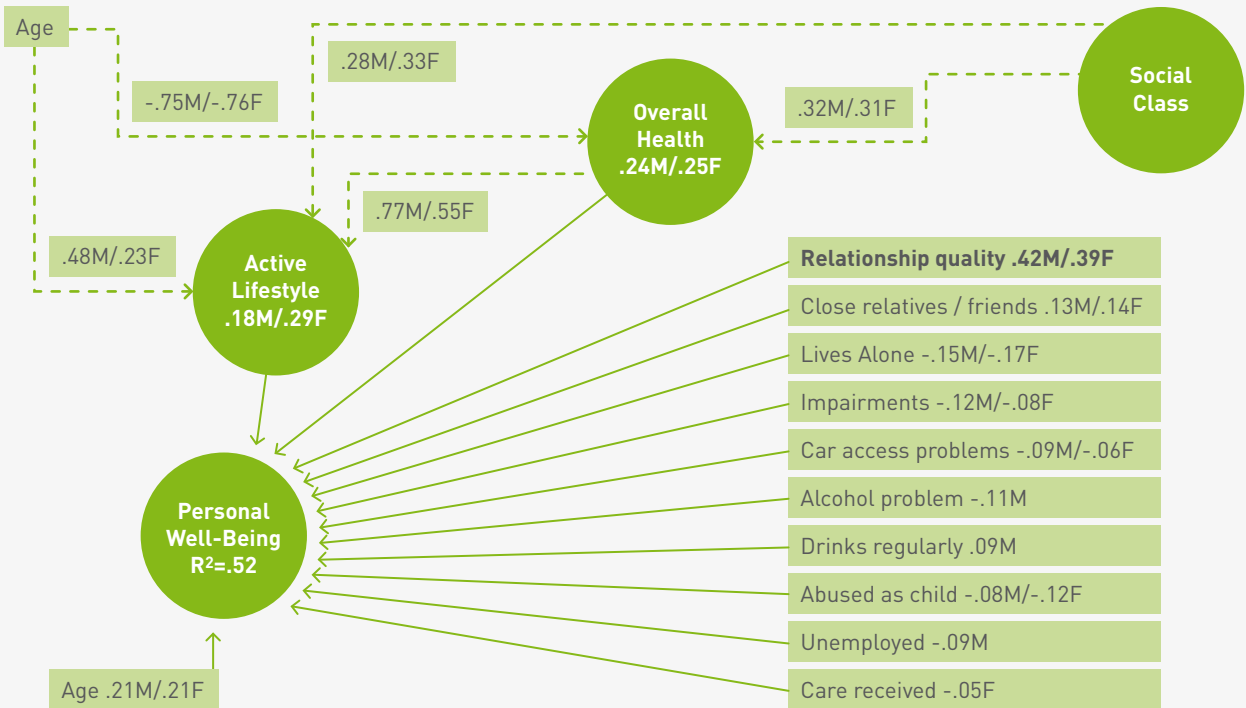 Age
.28M/.33F
Social
Class
-.75M/-.76F
Overall
Health
.24M/.25F
.32M/.31F
.77M/.55F
.48M/.23F
Active
Lifestyle
.18M/.29F
Relationship quality .42M/.39F
Close relatives / friends .13M/.14F
Lives Alone -.15M/-.17F
Impairments -.12M/-.08F
Car access problems -.09M/-.06F
Alcohol problem -.11M
Drinks regularly .09M
Abused as child -.08M/-.12F
Unemployed -.09M
Care received -.05F
Personal
Well-Being
R²=.52
Age .21M/.21F